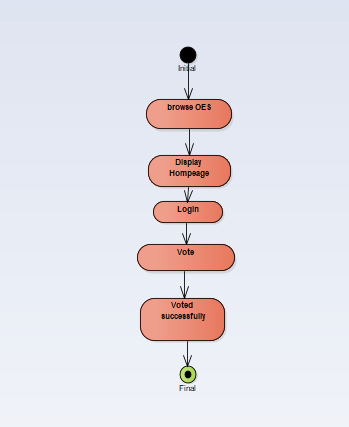 Initial
browse OES
Display
Hompeage
Login
Vote
Voted
successfully
Final